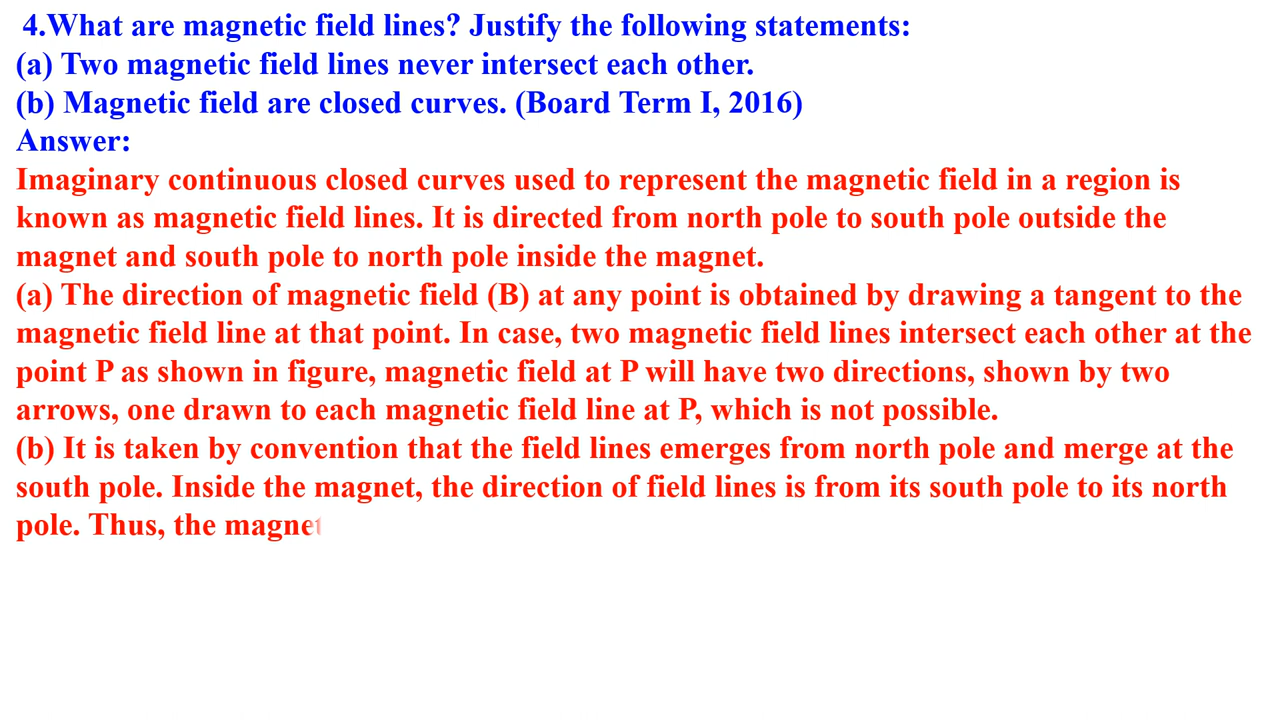 4.What are magnetic field lines? Justify the following statements:
(a) Two magnetic field lines never intersect each other.
(b) Magnetic field are closed curves. (Board Term I, 2016)
Answer:
Imaginary continuous closed curves used to represent the magnetic field in a region is
known as magnetic field lines. It is directed from north pole to south pole outside the
magnet and south pole to north pole inside the magnet.
(a) The direction of magnetic field (B) at any point is obtained by drawing a tangent to the
magnetic field line at that point. In case, two magnetic field lines intersect each other at the
point P as shown in figure, magnetic field at P will have two directions, shown by two
arrows, one drawn to each magnetic field line at P, which is not possible.
(b) It is taken by convention that the field lines emerges from north pole and merge at the
south pole. Inside the magnet, the direction of field lines is from its south pole to its north
pole. Thus, the magnet